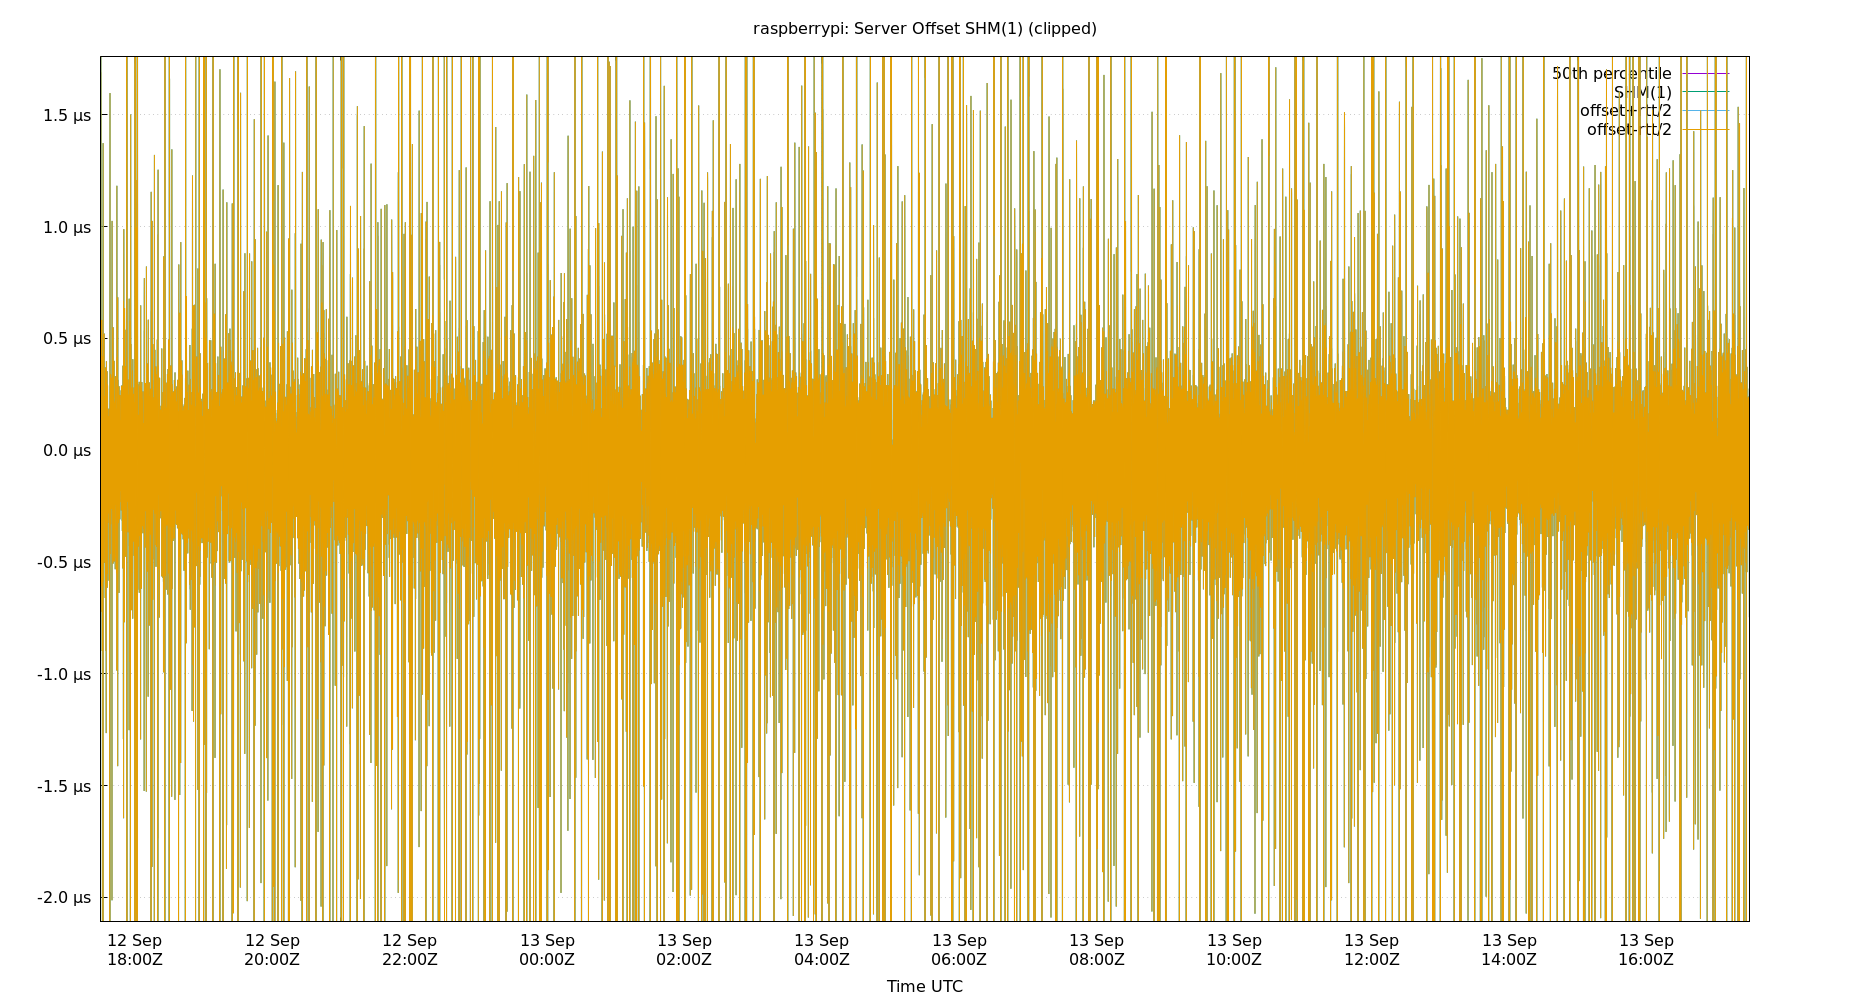 raspberrypi: Server Offset SHM(1) (clipped)
50th percentile
SHM(1)
offset+rtt/2
offset-rtt/2
1.5 µs
1.0 µs
0.5 µs
0.0 µs
-0.5 µs
-1.0 µs
-1.5 µs
-2.0 µs
12 Sep 12 Sep 12 Sep 13 Sep 13 Sep 13 Sep 13 Sep 13 Sep 13 Sep 13 Sep 13 Sep 13 Sep
18:00Z 20:00Z 22:00Z 00:00Z 02:00Z 04:00Z 06:00Z 08:00Z 10:00Z 12:00Z 14:00Z 16:00Z
Time UTC